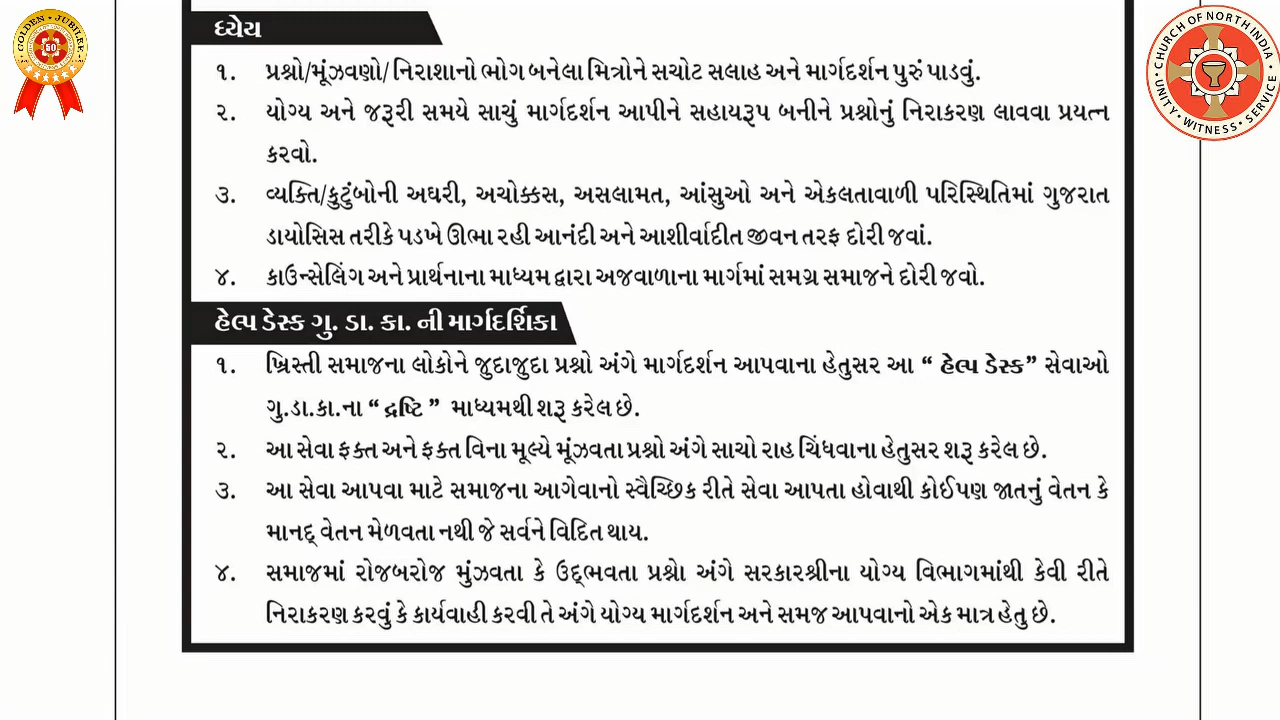 GOLDEN JUBILEE
50
CHURCH OF NORTH INDIA
UNITY • WITNESS • SERVICE
ધ્યેય
૧. પ્રશ્નો/મૂંઝવણો/ નિરાશાનો ભોગ બનેલા મિત્રોને સચોટ સલાહ અને માર્ગદર્શન પુરું પાડવું.
૨. યોગ્ય અને જરૂરી સમયે સાચું માર્ગદર્શન આપીને સહાયરૂપ બનીને પ્રશ્નોનું નિરાકરણ લાવવા પ્રયત્ન
કરવો.
૩. વ્યક્તિ/કુટુંબોની અઘરી, અચોક્કસ, અસલામત, આંસુઓ અને એકલતાવાળી પરિસ્થિતિમાં ગુજરાત
ડાયોસિસ તરીકે પડખે ઊભા રહી આનંદી અને આશીર્વાદીત જીવન તરફ દોરી જવાં.
૪. કાઉન્સેલિંગ અને પ્રાર્થનાના માધ્યમ દ્વારા અજવાળાના માર્ગમાં સમગ્ર સમાજને દોરી જવો.
હેલ્પ ડેસ્ક ગુ. ડા. કા. ની માર્ગદર્શિકા
૧. ખ્રિસ્તી સમાજના લોકોને જુદાજુદા પ્રશ્નો અંગે માર્ગદર્શન આપવાના હેતુસર આ “ હેલ્પ ડેસ્ક” સેવાઓ
ગુ.ડા.કા.ના “ દ્રષ્ટિ ” માધ્યમથી શરૂ કરેલ છે.
૨. આ સેવા ફક્ત અને ફક્ત વિના મૂલ્યે મૂંઝવતા પ્રશ્નો અંગે સાચો રાહ ચિંધવાના હેતુસર શરૂ કરેલ છે.
૩. આ સેવા આપવા માટે સમાજના આગેવાનો સ્વૈચ્છિક રીતે સેવા આપતા હોવાથી કોઈપણ જાતનું વેતન કે
માનદ્ વેતન મેળવતા નથી જે સર્વને વિદિત થાય.
૪. સમાજમાં રોજબરોજ મુંઝવતા કે ઉદ્ભવતા પ્રશ્નો અંગે સરકારશ્રીના યોગ્ય વિભાગમાંથી કેવી રીતે
નિરાકરણ કરવું કે કાર્યવાહી કરવી તે અંગે યોગ્ય માર્ગદર્શન અને સમજ આપવાનો એક માત્ર હેતુ છે.